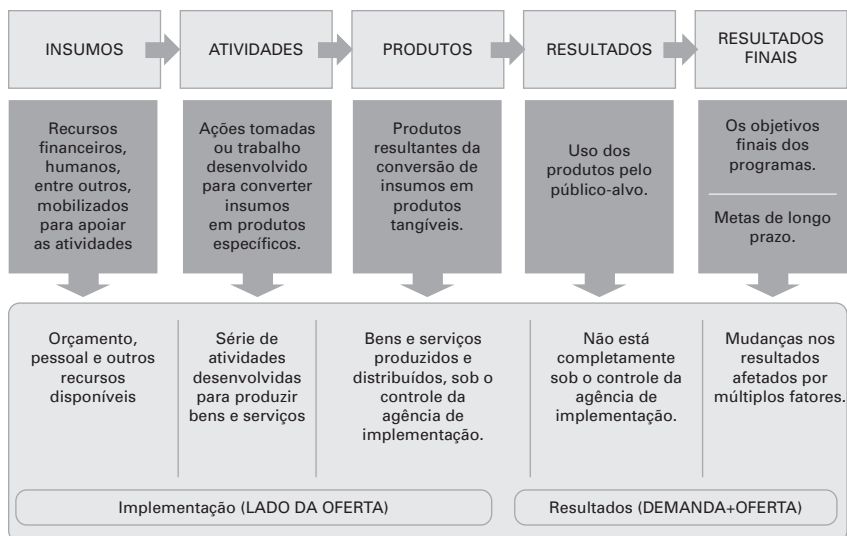 INSUMOS
ATIVIDADES
PRODUTOS
RESULTADOS
RESULTADOS
FINAIS
Recursos
financeiros,
humanos,
entre outros,
mobilizados
para apoiar
as atividades
Ações tomadas
ou trabalho
desenvolvido
para converter
insumos
em produtos
específicos.
Produtos
resultantes da
conversão de
insumos em
produtos
tangíveis.
Uso dos
produtos pelo
público-alvo.
Os objetivos
finais dos
programas.
Metas de longo
prazo.
Orçamento,
pessoal e outros
recursos
disponíveis
Série de
atividades
desenvolvidas
para produzir
bens e serviços
Bens e serviços
produzidos e
distribuídos, sob o
controle da
agência de
implementação.
Não está
completamente
sob o controle da
agência de
implementação.
Mudanças nos
resultados
afetados por
múltiplos fatores.
Implementação (LADO DA OFERTA)
Resultados (DEMANDA+OFERTA)